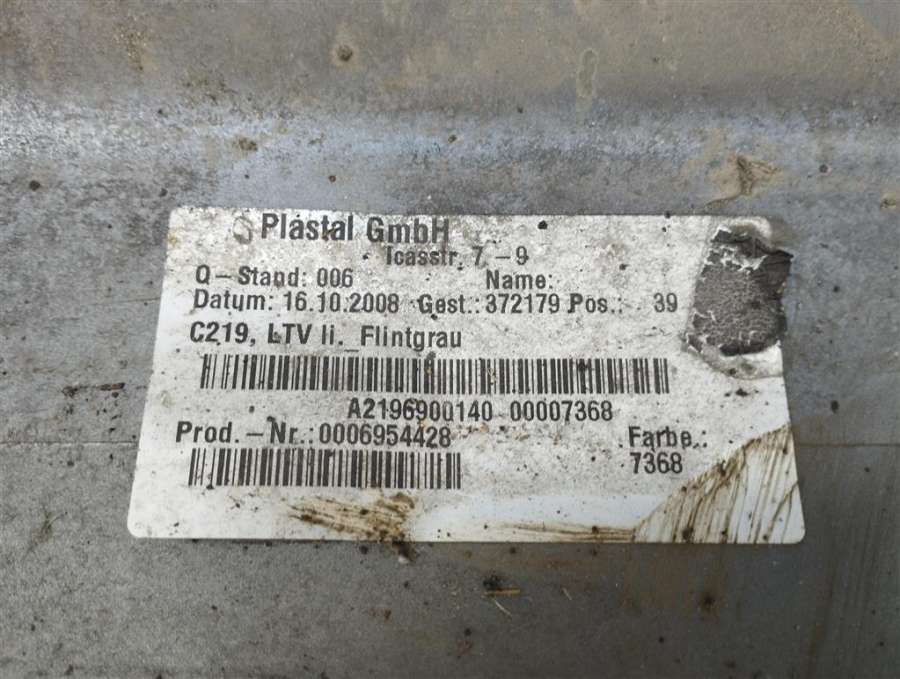 Plastal GmbH
Icasstr. 7-9
Q-Stand: 006 Name:
Datum: 16.10.2008 Gest.: 372179 Pos.: 39
C219, LTV li._Flintgrau
A2196900140 00007368
Prod.-Nr.:0006954428 Farbe.:
7368